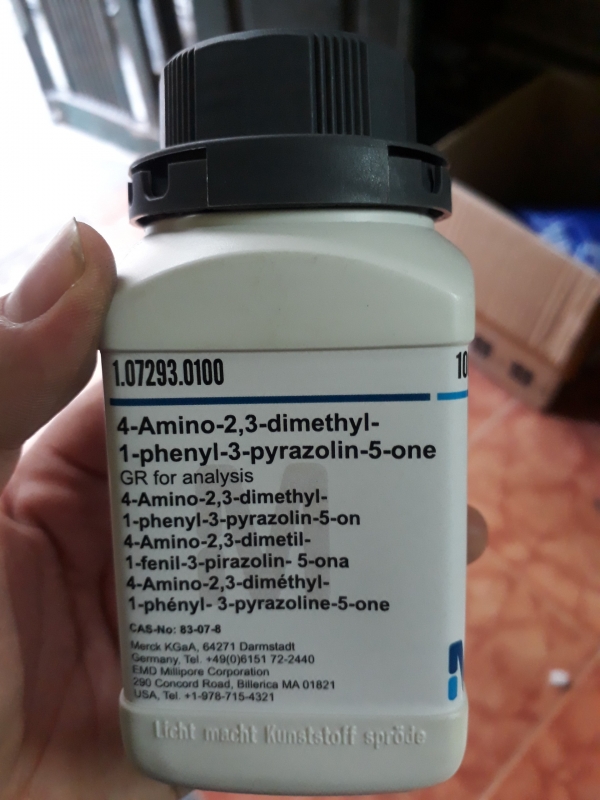 1.07293.0100 10
4-Amino-2,3-dimethyl-
1-phenyl-3-pyrazolin-5-one
GR for analysis
4-Amino-2,3-dimethyl-
1-phenyl-3-pyrazolin-5-on
4-Amino-2,3-dimetil-
1-fenil-3-pirazolin- 5-ona
4-Amino-2,3-diméthyl-
1-phényl- 3-pyrazoline-5-one
CAS-No: 83-07-8
Merck KGaA, 64271 Darmstadt
Germany, Tel. +49(0)6151 72-2440
EMD Millipore Corporation
290 Concord Road, Billerica MA 01821
USA, Tel. +1-978-715-4321
Licht macht Kunststoff spröde